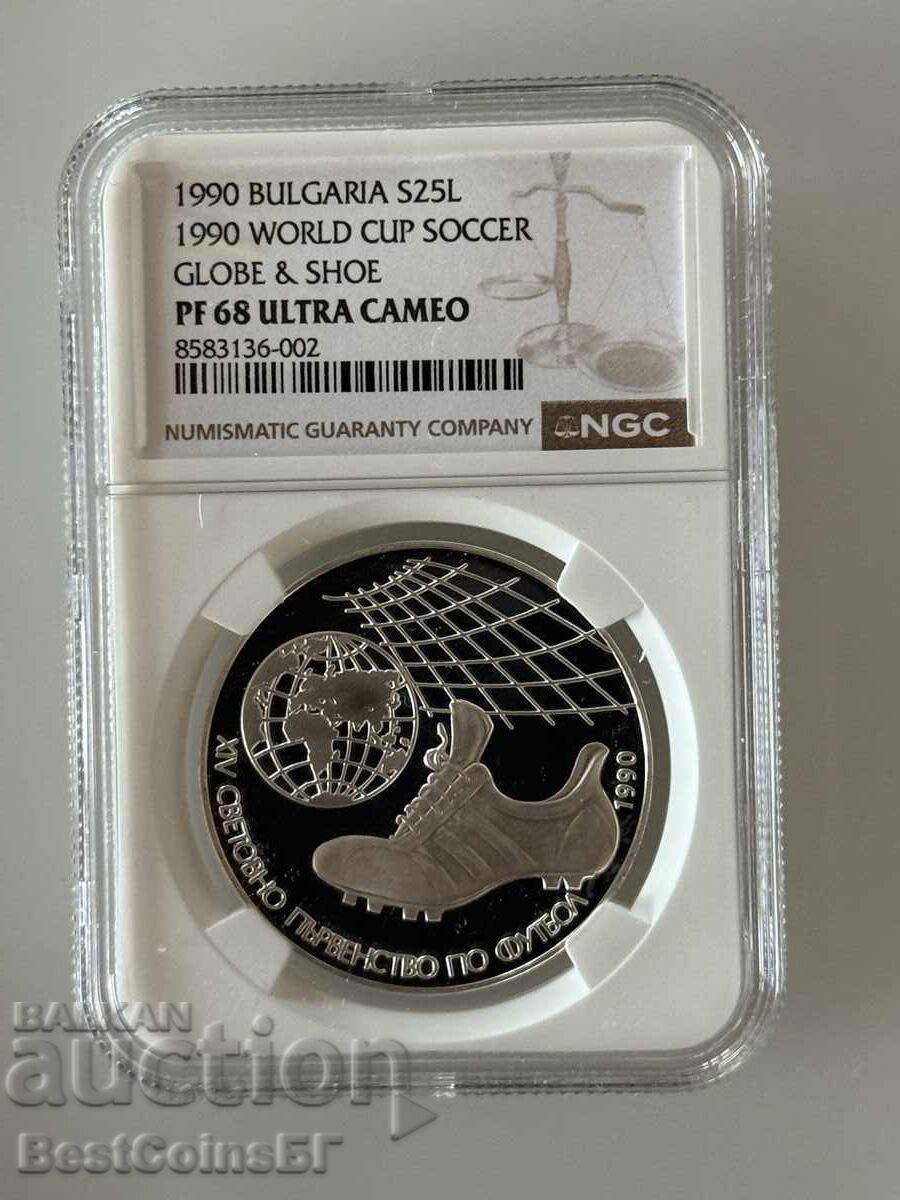 1990 BULGARIA S25L
1990 WORLD CUP SOCCER
GLOBE & SHOE
PF 68 ULTRA CAMEO
8583136-002
NUMISMATIC GUARANTY COMPANY
NGC
XIV СВЕТОВНО ПЪРВЕНСТВО ПО ФУТБОЛ
1990
BALKAN
auction
BestCoinsБГ